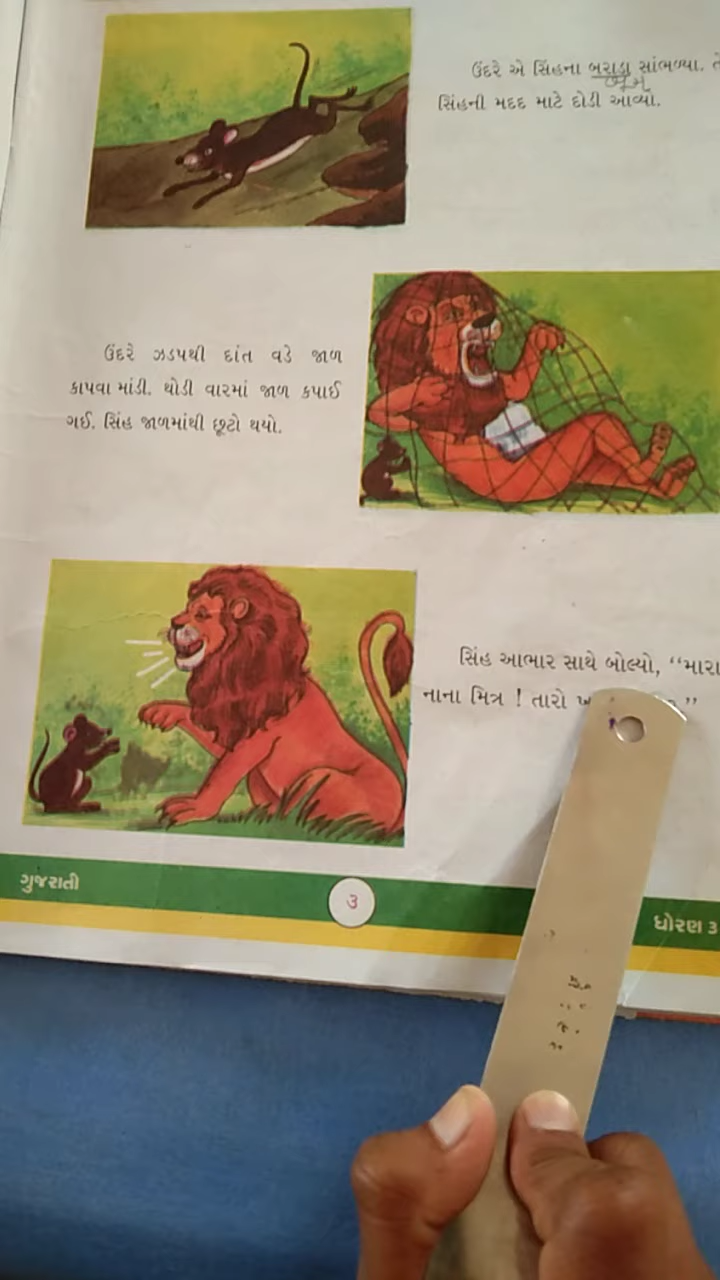 ઉંદરે એ સિંહના બરાડા સાંભળ્યા. તે
બૂમ
સિંહની મદદ માટે દોડી આવ્યો.
ઉંદરે ઝડપથી દાંત વડે જાળ
કાપવા માંડી. થોડી વારમાં જાળ કપાઈ
ગઈ. સિંહ જાળમાંથી છૂટો થયો.
સિંહ આભાર સાથે બોલ્યો, “મારા
નાના મિત્ર ! તારો ”
ગુજરાતી
૩
ધોરણ ૩